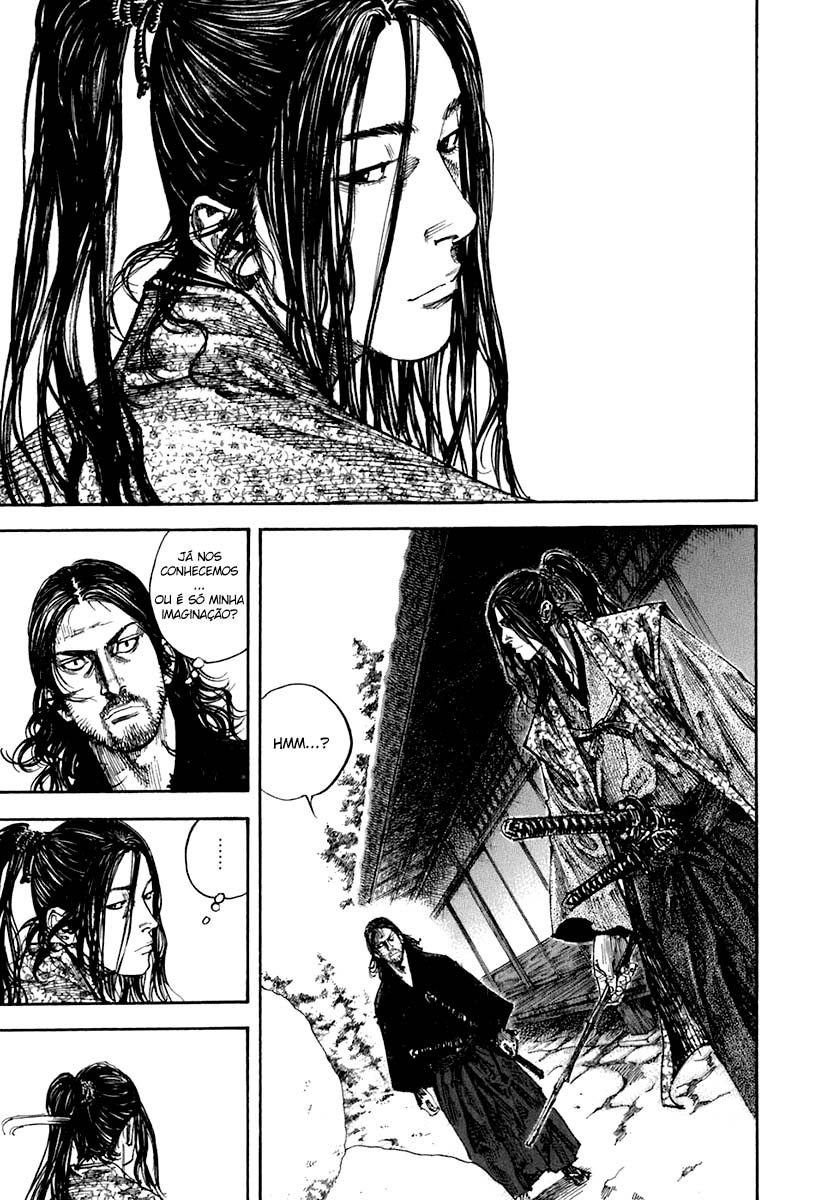 HMM...?
JÁ NOS
CONHECEMOS
...
OU É SÓ MINHA
IMAGINAÇÃO?
......